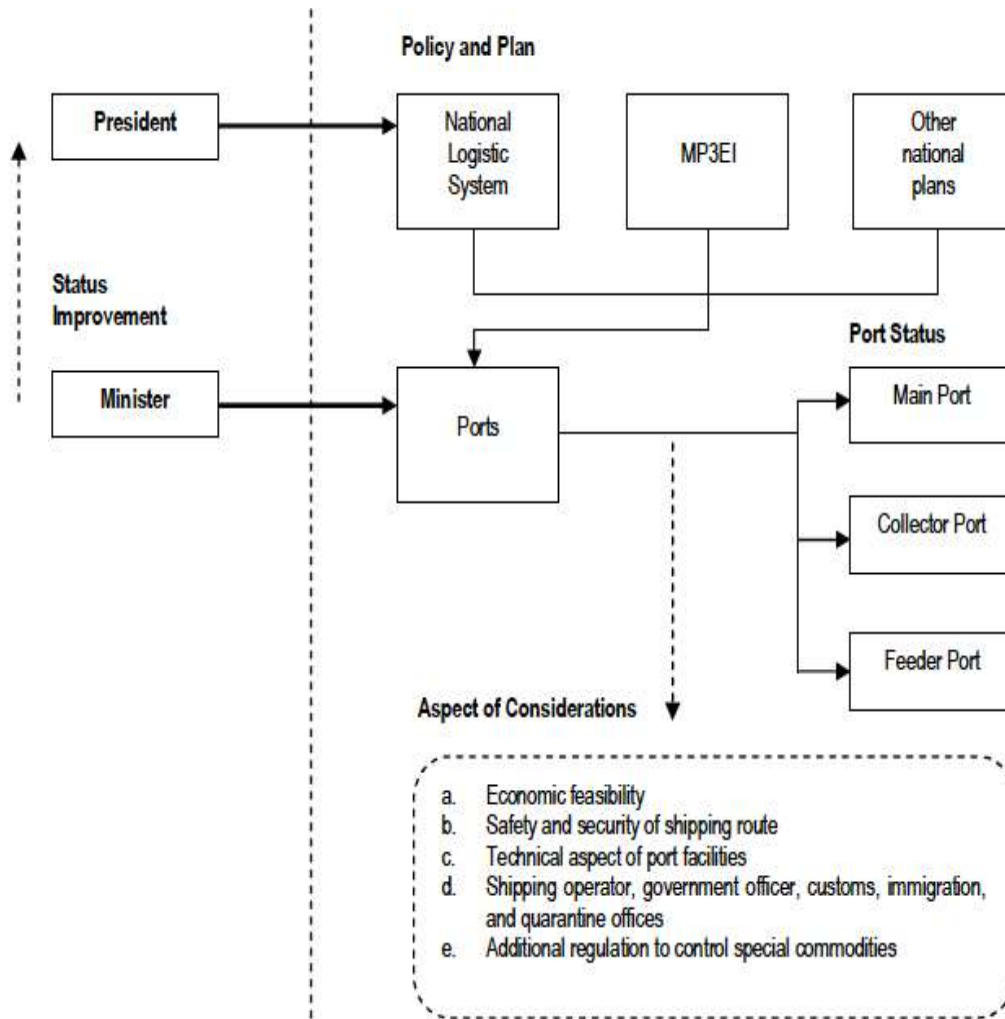 Policy and Plan
President
National
Logistic
System
MP3EI
Other
national
plans
Status
Improvement
Port Status
Minister
Ports
Main Port
Collector Port
Feeder Port
Aspect of Considerations
a. Economic feasibility
b. Safety and security of shipping route
c. Technical aspect of port facilities
d. Shipping operator, government officer, customs, immigration,
and quarantine offices
e. Additional regulation to control special commodities